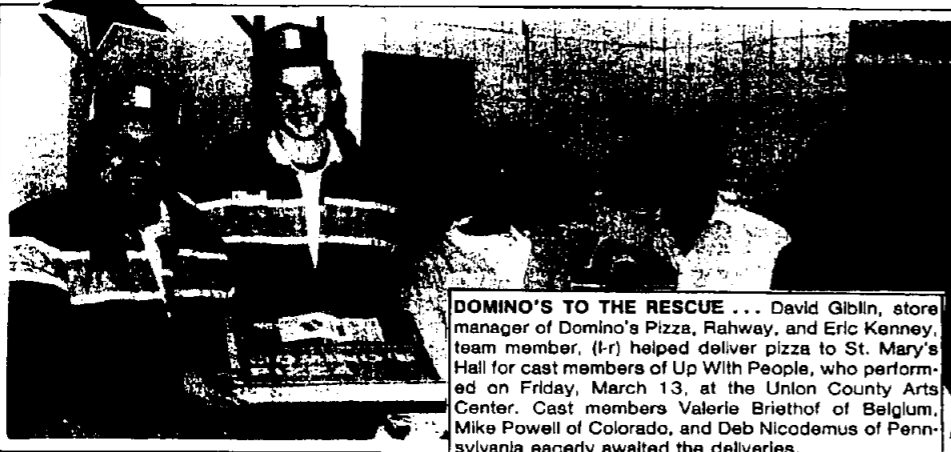 DOMINO'S TO THE RESCUE ... David Giblin, store
manager of Domino's Pizza, Rahway, and Eric Kenney,
team member, (l-r) helped deliver pizza to St. Mary's
Hall for cast members of Up With People, who perform-
ed on Friday, March 13, at the Union County Arts
Center. Cast members Valerie Briethof of Belgium,
Mike Powell of Colorado, and Deb Nicodemus of Penn-
sylvania eagerly awaited the deliveries.